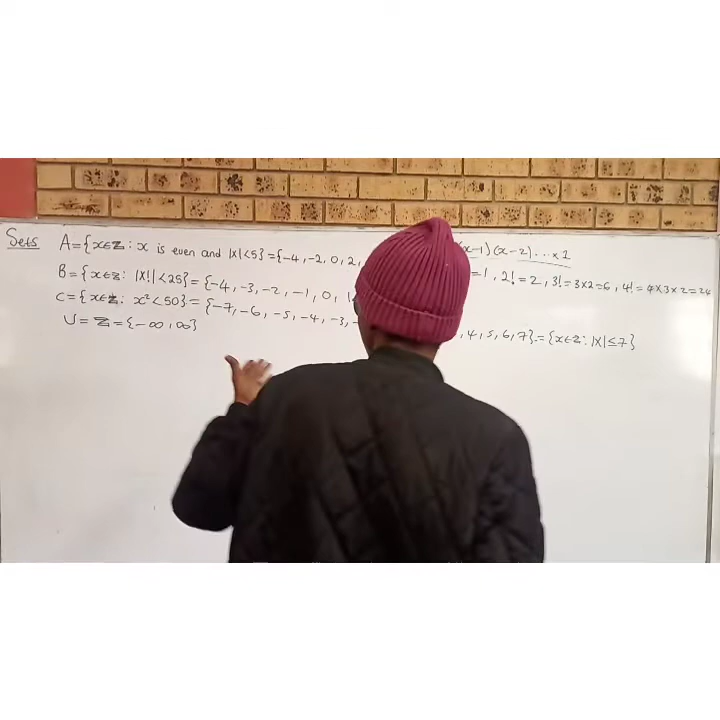 Sets A={x∈ℤ: x is even and |x|<5}={-4,-2,0,2, (x-1)(x-2)...×1
B={x∈ℤ: |x!|<25}={-4,-3,-2,-1,0,1 =1, 2!=2, 3!=3×2=6, 4!=4×3×2=24
C={x∈ℤ: x²<50}={-7,-6,-5,-4,-3,- ,4,5,6,7}={x∈ℤ: |x|≤7}
U=ℤ={-∞,∞}